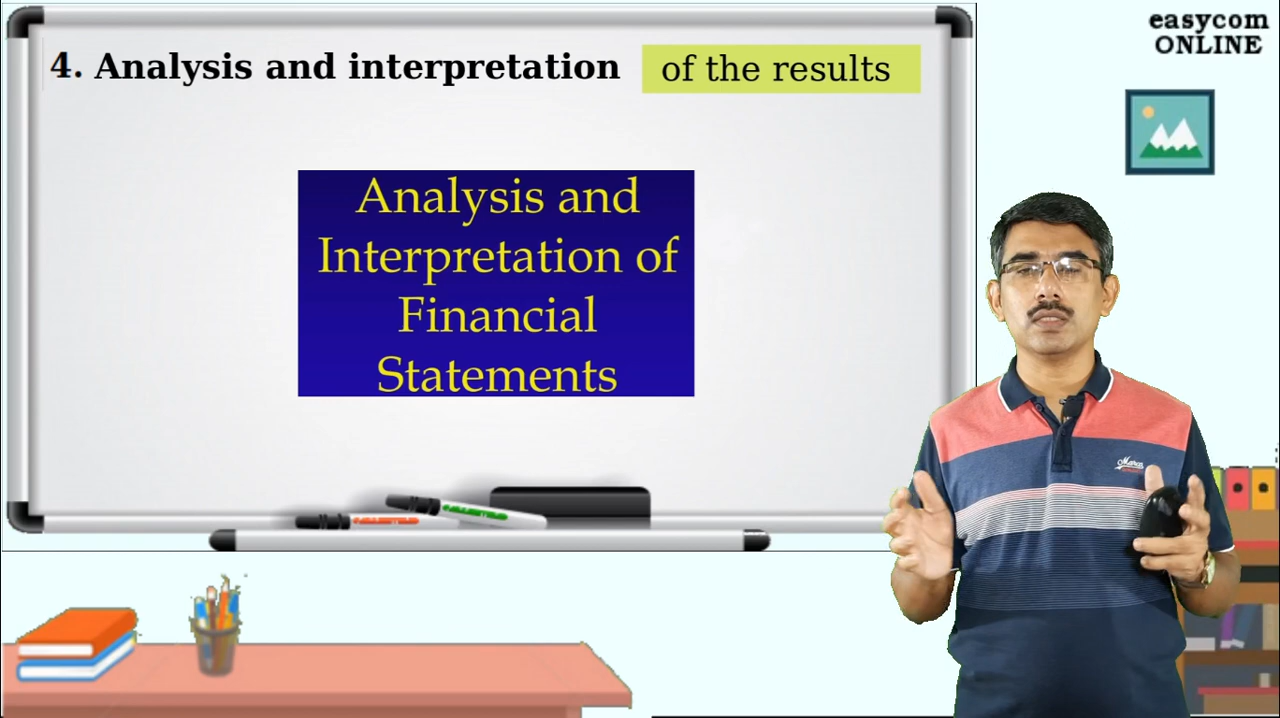 easycom
ONLINE
4. Analysis and interpretation of the results
Analysis and
Interpretation of
Financial
Statements